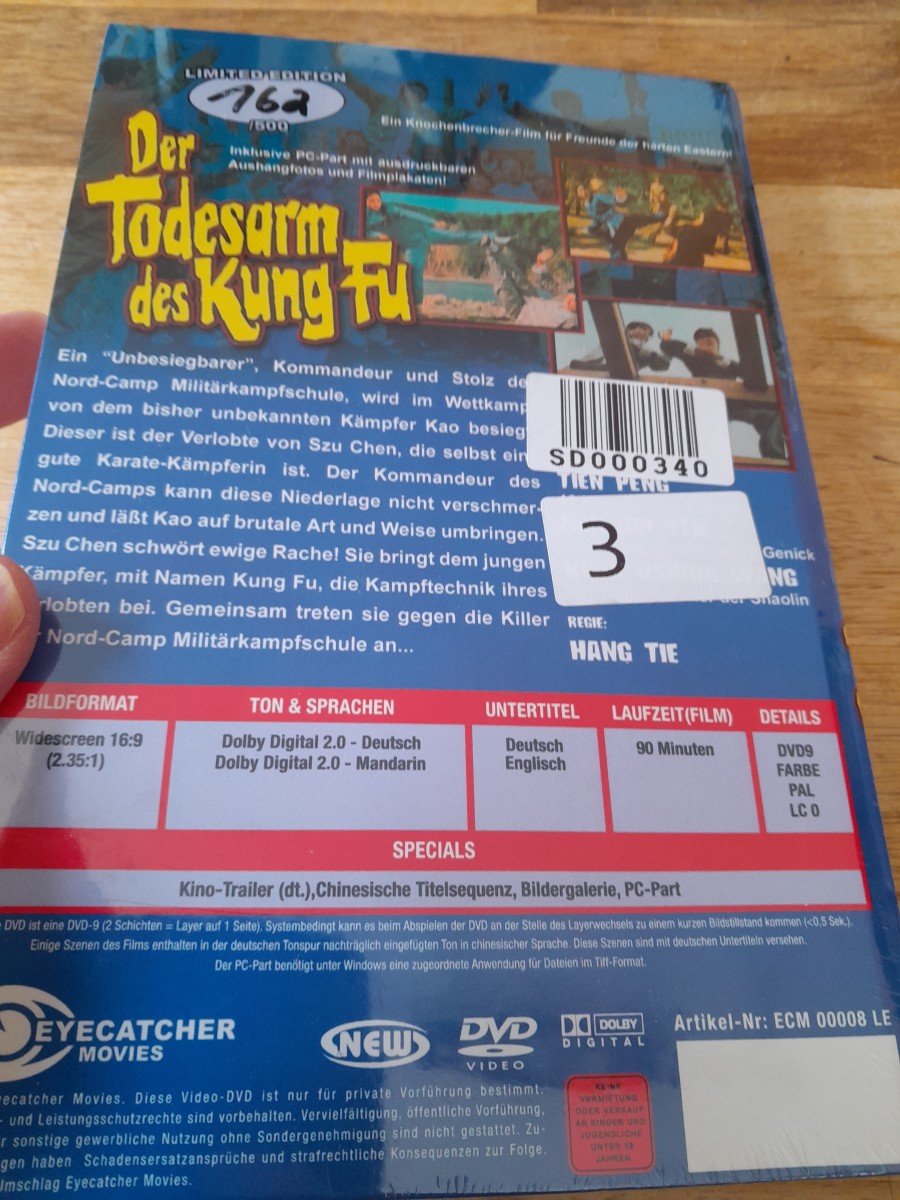 LIMITED EDITION
162
/500
Ein Knochenbrecher-Film für Freunde der harten Eastern!
Inklusive PC-Part mit ausdruckbaren
Aushangfotos und Filmplakaten!
Der
Todesarm
des Kung Fu
Ein "Unbesiegbarer", Kommandeur und Stolz de
Nord-Camp Militärkampfschule, wird im Wettkamp
von dem bisher unbekannten Kämpfer Kao besieg
Dieser ist der Verlobte von Szu Chen, die selbst ein
gute Karate-Kämpferin ist. Der Kommandeur des
Nord-Camps kann diese Niederlage nicht verschmer-
zen und läßt Kao auf brutale Art und Weise umbringen.
Szu Chen schwört ewige Rache! Sie bringt dem jungen
Kämpfer, mit Namen Kung Fu, die Kampftechnik ihres
rlobten bei. Gemeinsam treten sie gegen die Killer
r Nord-Camp Militärkampfschule an...
SD000340
TIEN PENG
3
Genick
NG
der Shaolin
REGIE:
HANG TIE
BILDFORMAT
Widescreen 16:9
(2.35:1)
TON & SPRACHEN
Dolby Digital 2.0 - Deutsch
Dolby Digital 2.0 - Mandarin
UNTERTITEL
Deutsch
Englisch
LAUFZEIT(FILM)
90 Minuten
DETAILS
DVD9
FARBE
PAL
LC 0
SPECIALS
Kino-Trailer (dt.),Chinesische Titelsequenz, Bildergalerie, PC-Part
e DVD ist eine DVD-9 (2 Schichten = Layer auf 1 Seite). Systembedingt kann es beim Abspielen der DVD an der Stelle des Layerwechsels zu einem kurzen Bildstillstand kommen (<0,5 Sek.).
Einige Szenen des Films enthalten in der deutschen Tonspur nachträglich eingefügten Ton in chinesischer Sprache. Diese Szenen sind mit deutschen Untertiteln versehen.
Der PC-Part benötigt unter Windows eine zugeordnete Anwendung für Dateien im Tiff-Format.
EYECATCHER
MOVIES
NEW
DVD
VIDEO
DOLBY
DIGITAL
Artikel-Nr: ECM 00008 LE
yecatcher Movies. Diese Video-DVD ist nur für private Vorführung bestimmt.
- und Leistungsschutzrechte sind vorbehalten. Vervielfältigung, öffentliche Vorführung,
r sonstige gewerbliche Nutzung ohne Sondergenehmigung sind nicht gestattet. Zu-
gen haben Schadensersatzansprüche und strafrechtliche Konsequenzen zur Folge.
Umschlag Eyecatcher Movies.
KEINE
VERMIETUNG
ODER VERKAUF
AN KINDER UND
JUGENDLICHE
UNTER 18
JAHREN